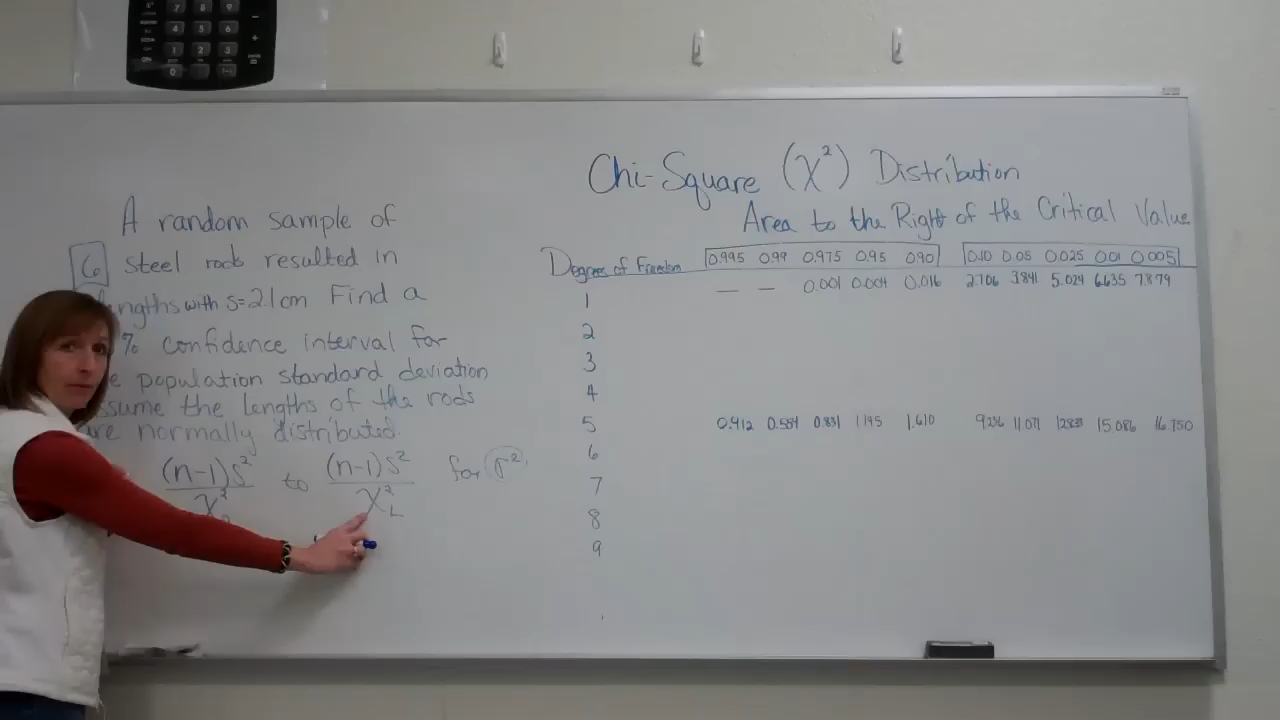 A random sample of
6 steel rods resulted in
lengths with s=2.1cm Find a
% confidence interval for
population standard deviation
the lengths of the rods
normally distributed.
(n-1)s² to (n-1)s² for σ²
χ² χ²L
Chi-Square (χ²) Distribution
Area to the Right of the Critical Value
Degrees of Freedom 0.995 0.99 0.975 0.95 0.90 0.10 0.05 0.025 0.01 0.005
1 — — 0.001 0.004 0.016 2.706 3.841 5.024 6.635 7.879
2
3
4
5 0.412 0.554 0.831 1.145 1.610 9.236 11.071 12.833 15.086 16.750
6
7
8
9